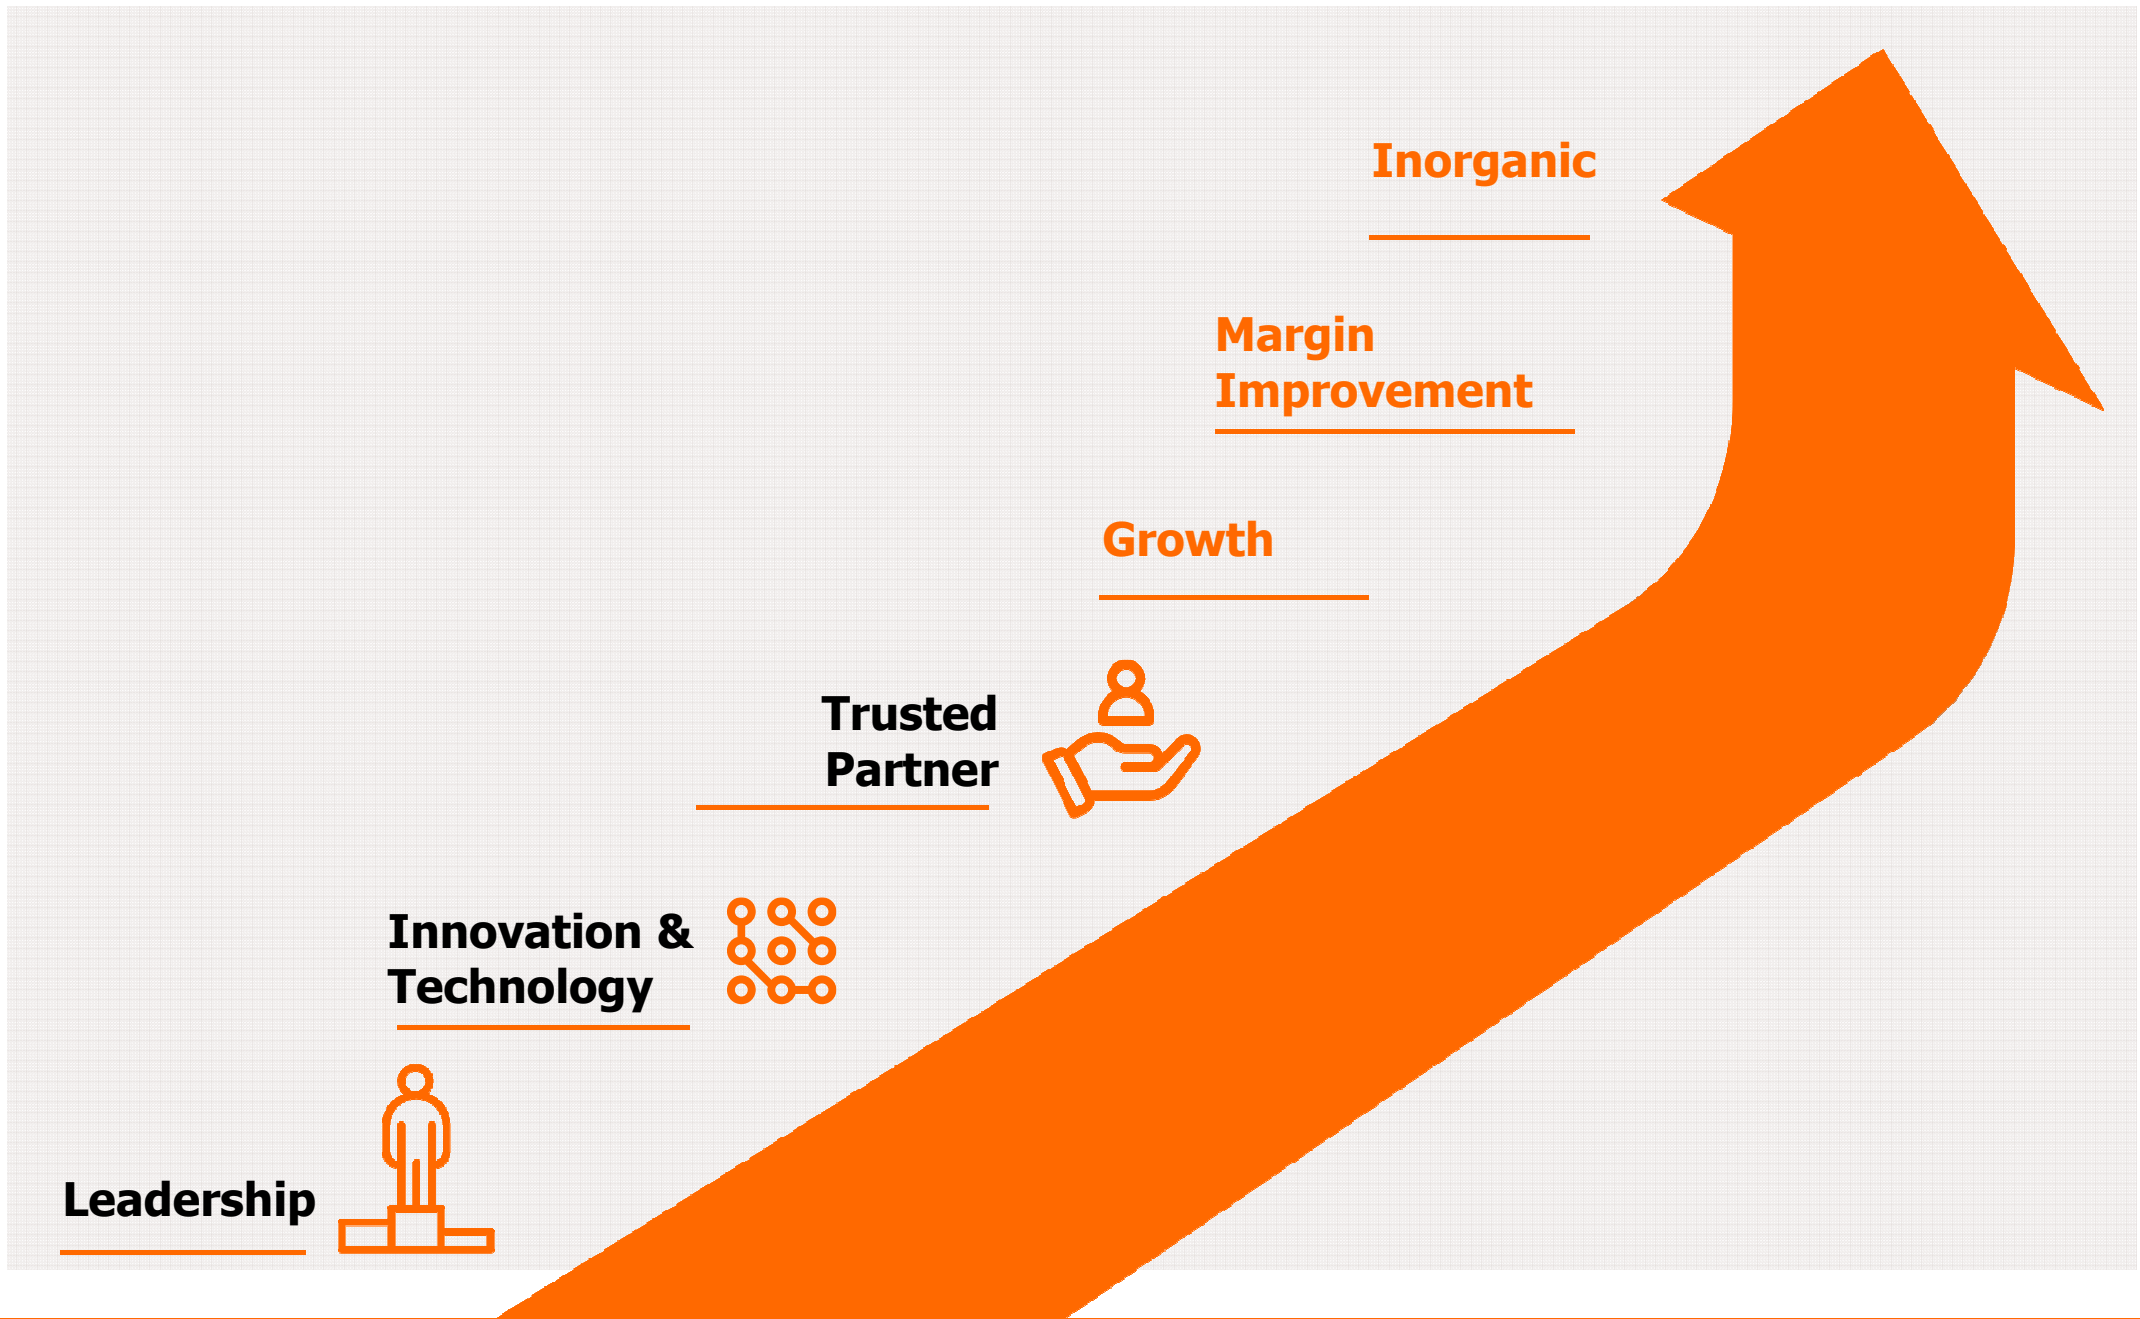 Inorganic
Margin
Improvement
Growth
Trusted
Partner
Innovation &
Technology
Leadership